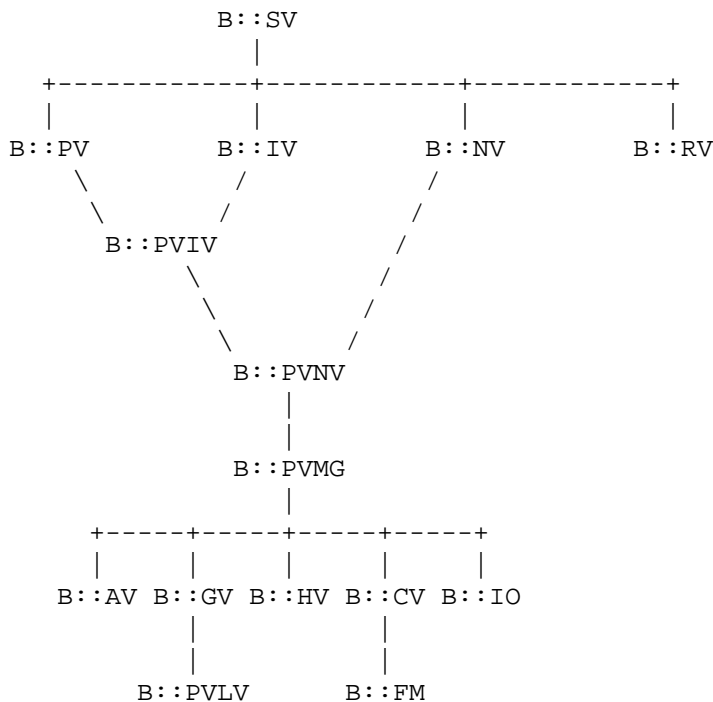 B::SV
B::PV B::IV B::NV B::RV
B::PVIV
B::PVNV
B::PVMG
B::AV B::GV B::HV B::CV B::IO
B::PVLV B::FM